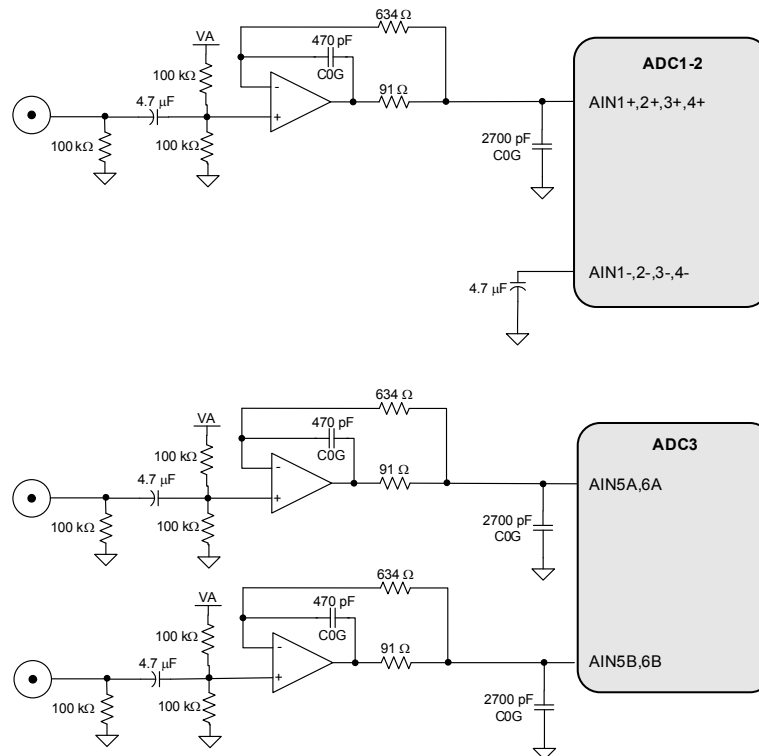 634 Ω
VA
470 pF
C0G
ADC1-2
100 kΩ
4.7 µF
91 Ω
-
+
AIN1+,2+,3+,4+
100 kΩ
100 kΩ
2700 pF
C0G
AIN1-,2-,3-,4-
4.7 µF
634 Ω
VA
470 pF
C0G
ADC3
100 kΩ
4.7 µF
91 Ω
-
+
AIN5A,6A
100 kΩ
100 kΩ
2700 pF
C0G
634 Ω
VA
470 pF
C0G
100 kΩ
4.7 µF
91 Ω
-
+
AIN5B,6B
100 kΩ
100 kΩ
2700 pF
C0G